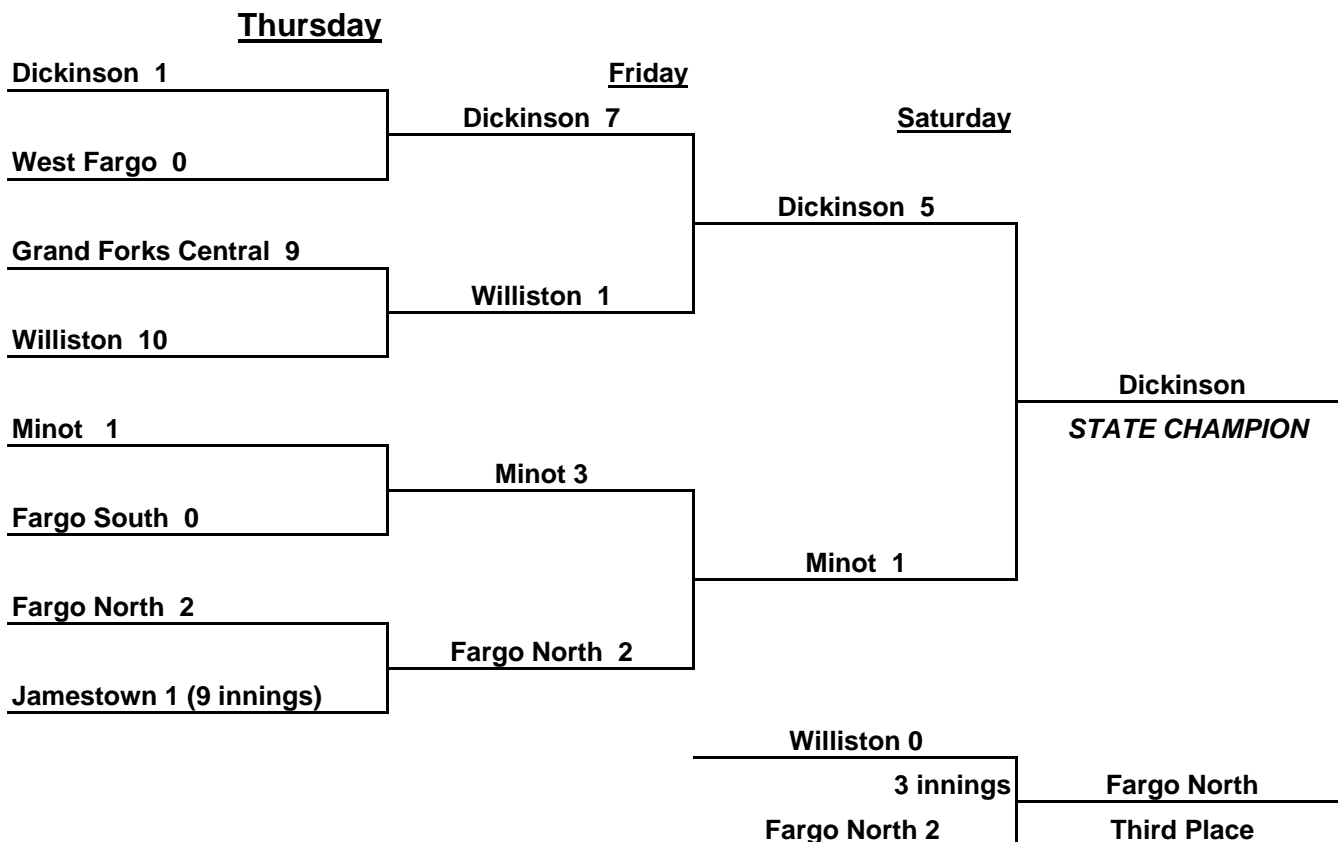 Thursday
Dickinson 1
Friday
Dickinson 7
Saturday
West Fargo 0
Dickinson 5
Grand Forks Central 9
Williston 1
Williston 10
Dickinson
Minot 1
STATE CHAMPION
Minot 3
Fargo South 0
Minot 1
Fargo North 2
Fargo North 2
Jamestown 1 (9 innings)
Williston 0
3 innings
Fargo North
Fargo North 2
Third Place